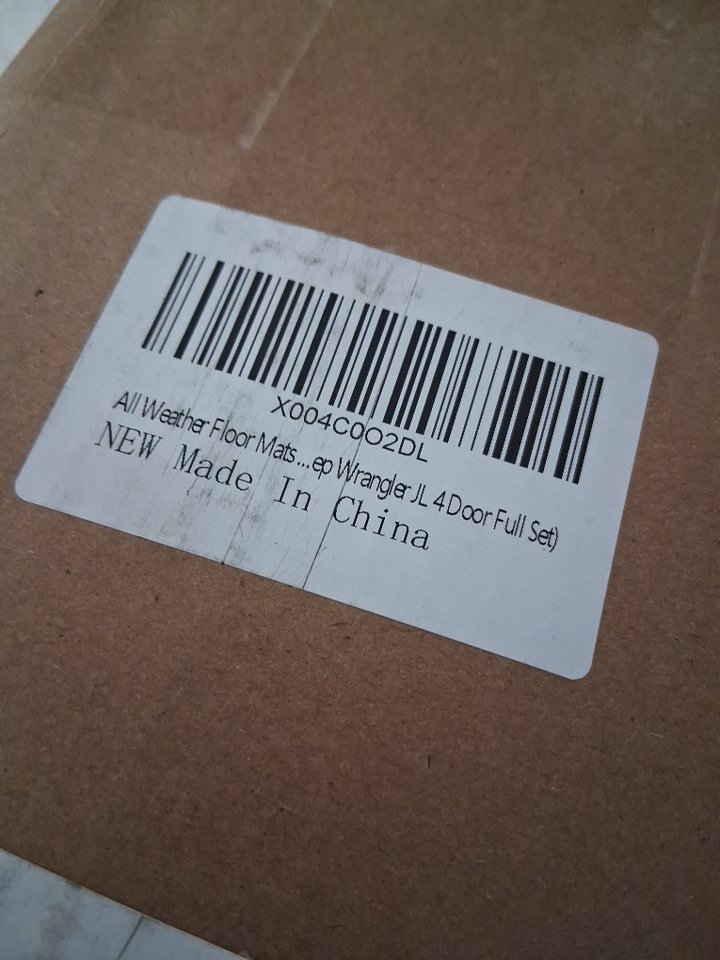 X004C0O2DL
All Weather Floor Mats...ep Wrangler JL 4 Door Full Set)
NEW Made In China